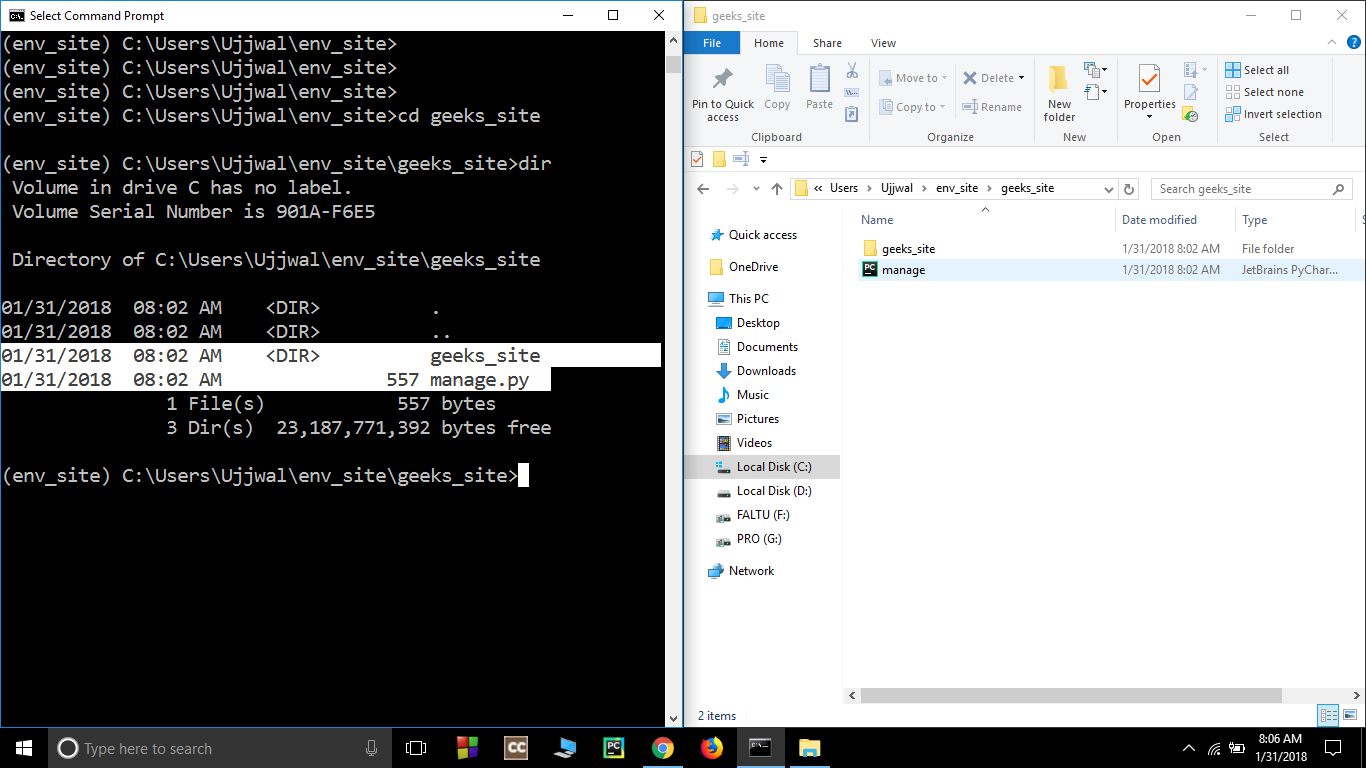 Select Command Prompt
(env_site) C:\Users\Ujjwal\env_site>
(env_site) C:\Users\Ujjwal\env_site>
(env_site) C:\Users\Ujjwal\env_site>
(env_site) C:\Users\Ujjwal\env_site>cd geeks_site
(env_site) C:\Users\Ujjwal\env_site\geeks_site>dir
Volume in drive C has no label.
Volume Serial Number is 901A-F6E5
Directory of C:\Users\Ujjwal\env_site\geeks_site
01/31/2018 08:02 AM <DIR> .
01/31/2018 08:02 AM <DIR> ..
01/31/2018 08:02 AM <DIR> geeks_site
01/31/2018 08:02 AM 557 manage.py
1 File(s) 557 bytes
3 Dir(s) 23,187,771,392 bytes free
(env_site) C:\Users\Ujjwal\env_site\geeks_site>
geeks_site
File Home Share View
Pin to Quick access
Copy
Paste
Clipboard
Move to
Copy to
Delete
Rename
Organize
New folder
New
Properties
Open
Select all
Select none
Invert selection
Select
« Users > Ujjwal > env_site > geeks_site
Search geeks_site
Quick access
OneDrive
This PC
Desktop
Documents
Downloads
Music
Pictures
Videos
Local Disk (C:)
Local Disk (D:)
FALTU (F:)
PRO (G:)
Network
Name Date modified Type S
geeks_site 1/31/2018 8:02 AM File folder
manage 1/31/2018 8:02 AM JetBrains PyChar...
2 items
Type here to search
CC
PC
8:06 AM
1/31/2018